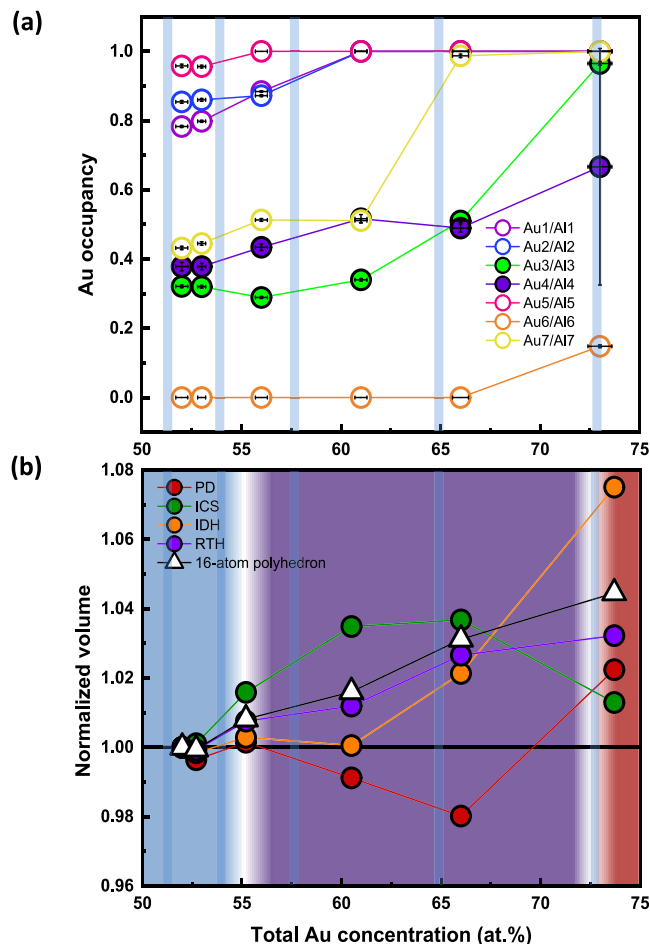 (a)
Au occupancy
1.0
0.8
0.6
0.4
0.2
0.0
Au1/Al1
Au2/Al2
Au3/Al3
Au4/Al4
Au5/Al5
Au6/Al6
Au7/Al7
50 55 60 65 70 75
(b)
Normalized volume
1.08
1.06
1.04
1.02
1.00
0.98
0.96
PD
ICS
IDH
RTH
16-atom polyhedron
50 55 60 65 70 75
Total Au concentration (at.%)